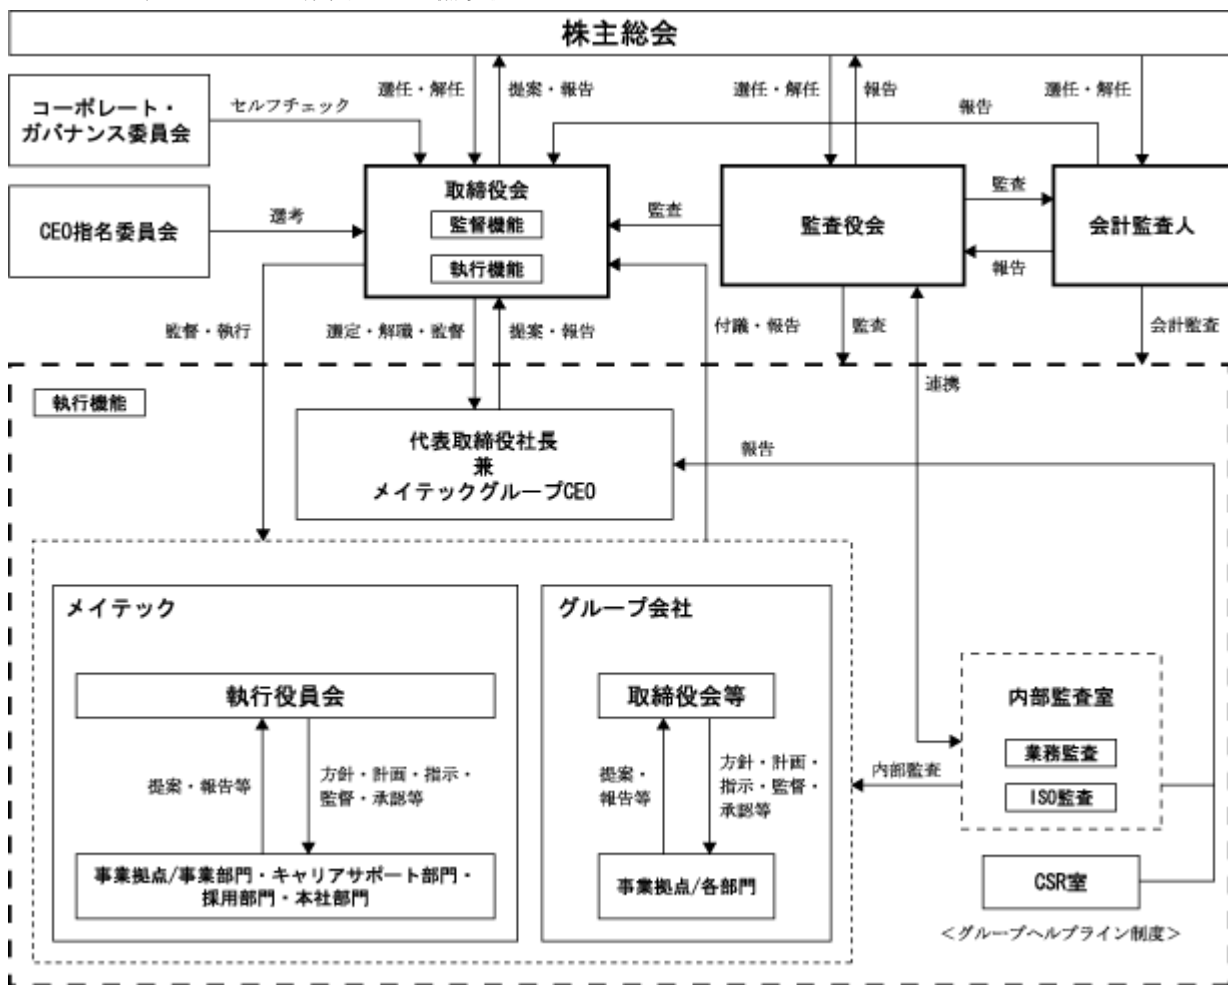 株主総会
コーポレート・
ガバナンス委員会
セルフチェック
選任・解任
提案・報告
選任・解任
報告
選任・解任
報告
CEO指名委員会
選考
取締役会
監督機能
執行機能
監査
監査役会
監査
報告
会計監査人
監督・執行
選定・解職・監督
提案・報告
付議・報告
監査
会計監査
連携
執行機能
代表取締役社長
兼
メイテックグループCEO
報告
メイテック
執行役員会
提案・報告等
方針・計画・指示・
監督・承認等
事業拠点/事業部門・キャリアサポート部門・
採用部門・本社部門
グループ会社
取締役会等
提案・
報告等
方針・計画・
指示・監督・
承認等
事業拠点/各部門
内部監査
内部監査室
業務監査
ISO監査
CSR室
＜グループヘルプライン制度＞